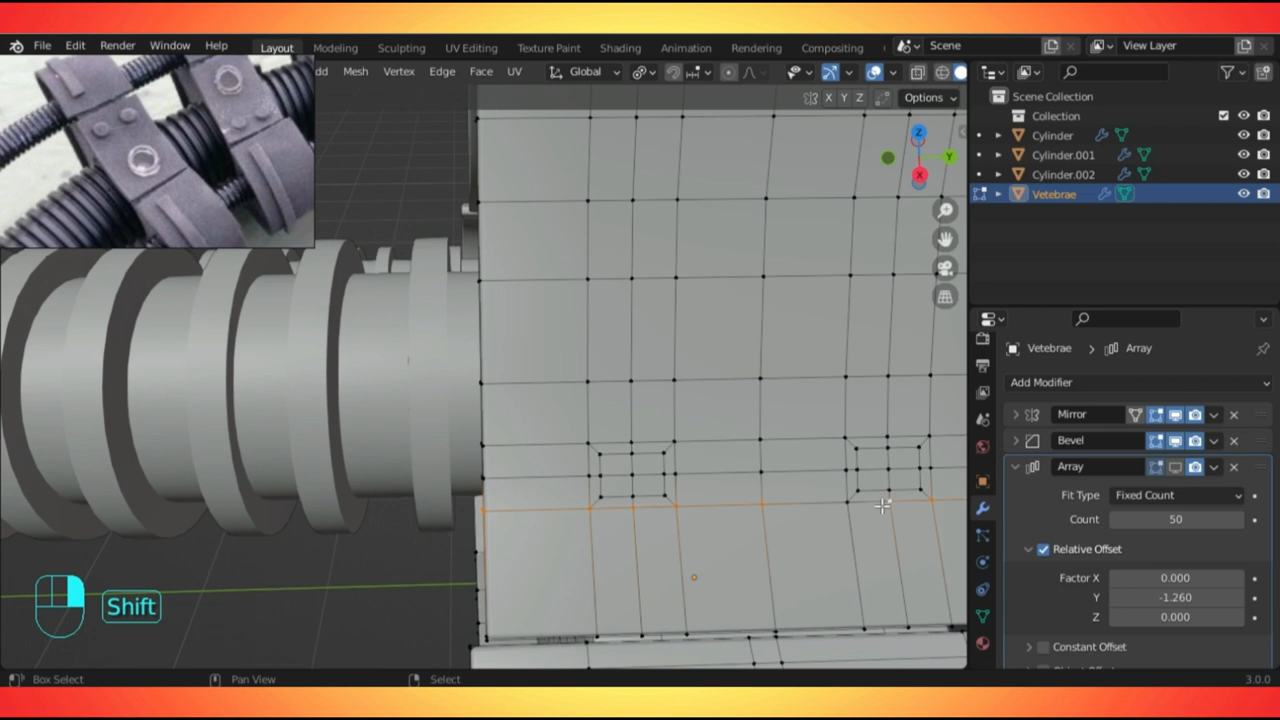 File Edit Render Window Help Layout Modeling Sculpting UV Editing Texture Paint Shading Animation Rendering Compositing Scene View Layer
dd Mesh Vertex Edge Face UV Global
X Y Z Options
Z
Y
X
Scene Collection
Collection
Cylinder
Cylinder.001
Cylinder.002
Vetebrae
Vetebrae > Array
Add Modifier
Mirror
Bevel
Array
Fit Type Fixed Count
Count 50
Relative Offset
Factor X 0.000
Y -1.260
Z 0.000
Constant Offset
Shift
Box Select Pan View Select 3.0.0